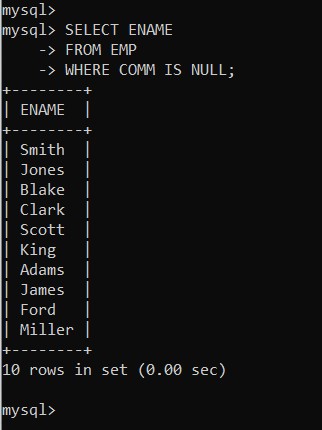 mysql>
mysql> SELECT ENAME
    -> FROM EMP
    -> WHERE COMM IS NULL;
+--------+
| ENAME  |
+--------+
| Smith  |
| Jones  |
| Blake  |
| Clark  |
| Scott  |
| King   |
| Adams  |
| James  |
| Ford   |
| Miller |
+--------+
10 rows in set (0.00 sec)
mysql>